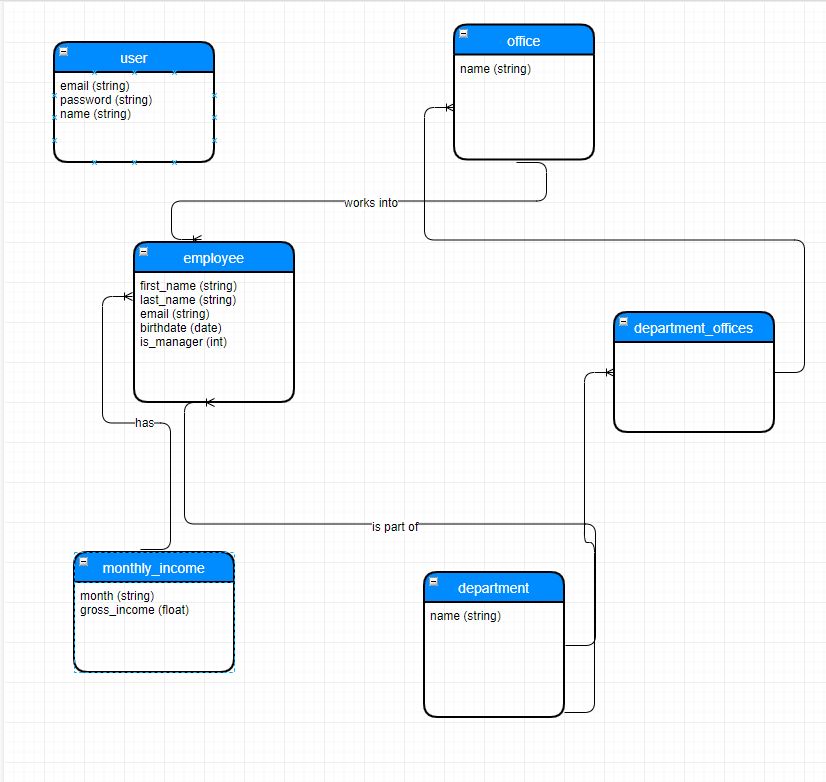 user
email (string)
password (string)
name (string)
office
name (string)
works into
employee
first_name (string)
last_name (string)
email (string)
birthdate (date)
is_manager (int)
department_offices
has
is part of
monthly_income
month (string)
gross_income (float)
department
name (string)